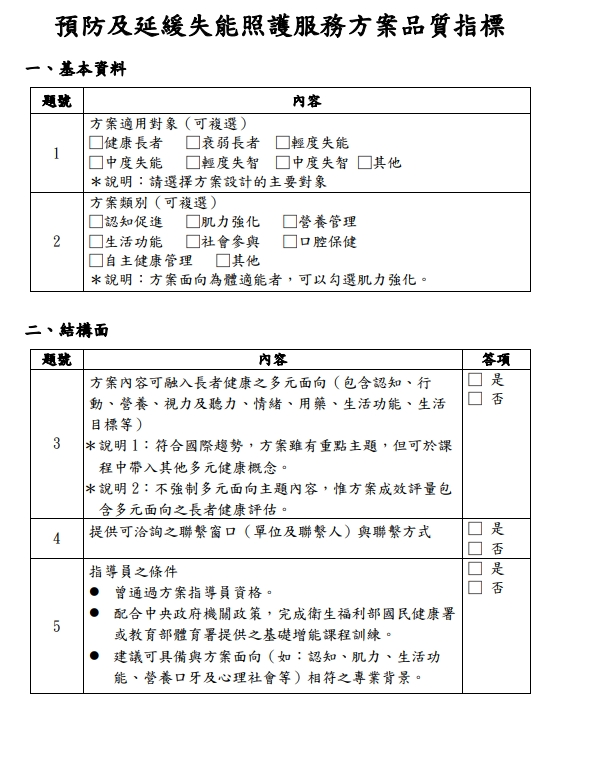 預防及延緩失能照護服務方案品質指標
一、基本資料
題號 內容
1
方案適用對象（可複選）
□健康長者 □衰弱長者 □輕度失能
□中度失能 □輕度失智 □中度失智 □其他
＊說明：請選擇方案設計的主要對象
2
方案類別（可複選）
□認知促進 □肌力強化 □營養管理
□生活功能 □社會參與 □口腔保健
□自主健康管理 □其他
＊說明：方案面向為體適能者，可以勾選肌力強化。
二、結構面
題號 內容 答項
3
方案內容可融入長者健康之多元面向（包含認知、行
動、營養、視力及聽力、情緒、用藥、生活功能、生活
目標等）
＊說明 1：符合國際趨勢，方案雖有重點主題，但可於課
程中帶入其他多元健康概念。
＊說明 2：不強制多元面向主題內容，惟方案成效評量包
含多元面向之長者健康評估。
□ 是
□ 否
4
提供可洽詢之聯繫窗口（單位及聯繫人）與聯繫方式
□ 是
□ 否
5
指導員之條件
● 曾通過方案指導員資格。
● 配合中央政府機關政策，完成衛生福利部國民健康署
或教育部體育署提供之基礎增能課程訓練。
● 建議可具備與方案面向（如：認知、肌力、生活功
能、營養口牙及心理社會等）相符之專業背景。
□ 是
□ 否